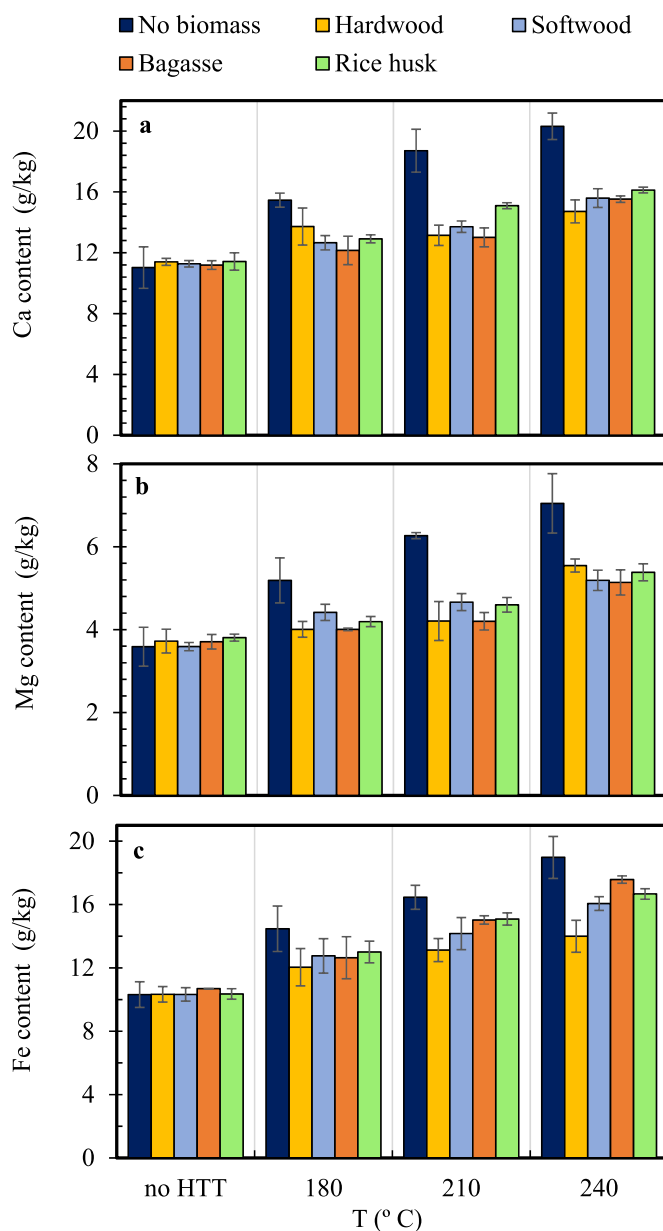 No biomass Hardwood Softwood
Bagasse Rice husk
a
20
16
12
8
4
0
Ca content (g/kg)
b
8
6
4
2
0
Mg content (g/kg)
c
20
16
12
8
4
0
Fe content (g/kg)
no HTT 180 210 240
T (º C)